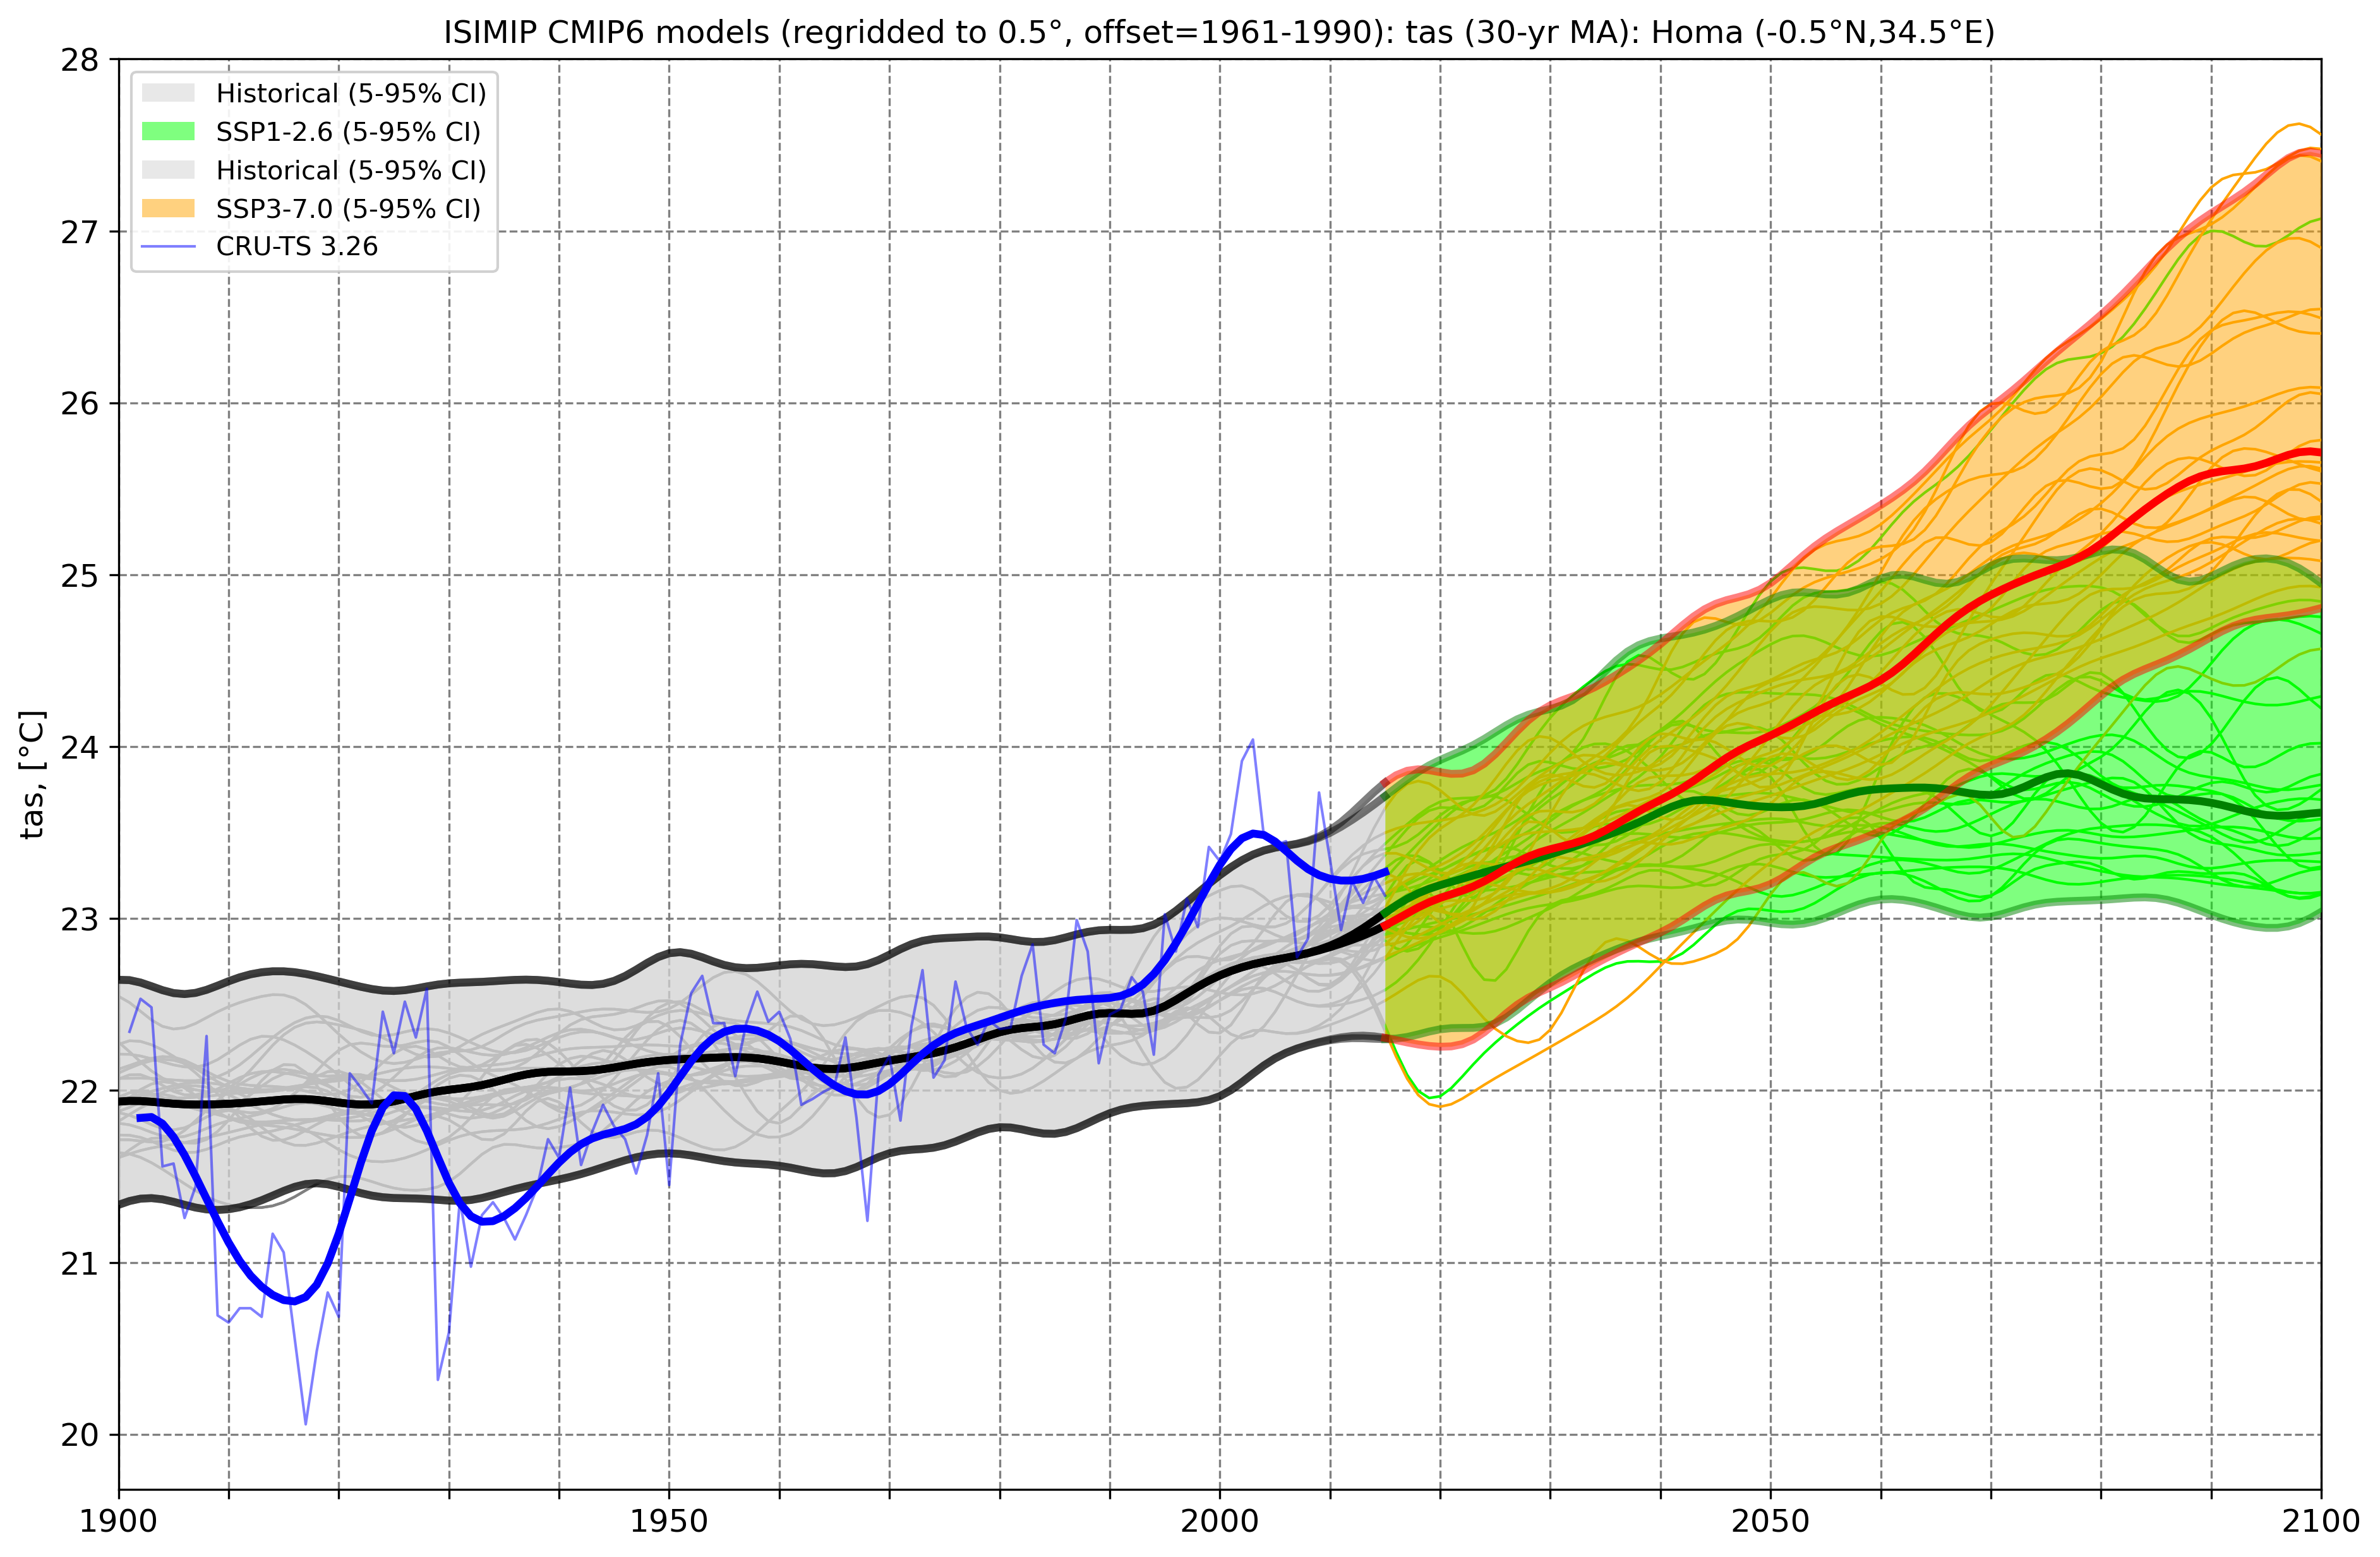 ISIMIP CMIP6 models (regridded to 0.5°, offset=1961-1990): tas (30-yr MA): Homa (-0.5°N,34.5°E)
Historical (5-95% CI)
SSP1-2.6 (5-95% CI)
Historical (5-95% CI)
SSP3-7.0 (5-95% CI)
CRU-TS 3.26
tas, [°C]
28
27
26
25
24
23
22
21
20
1900
1950
2000
2050
2100